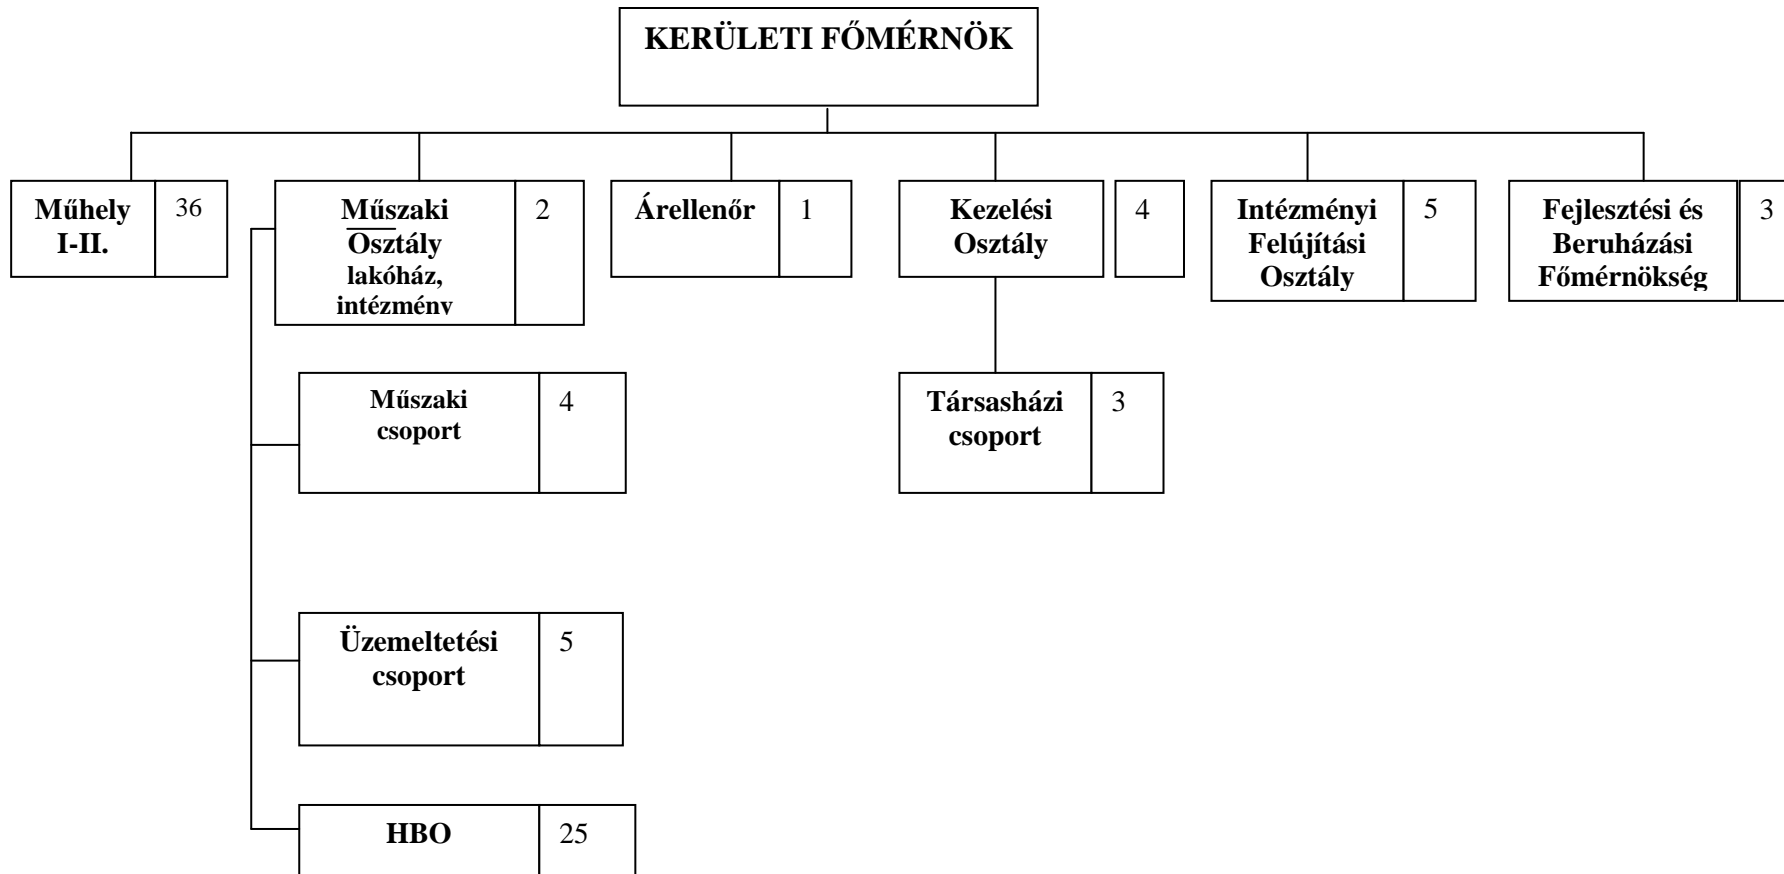 KERÜLETI FŐMÉRNÖK
Műhely
I-II.
36
Műszaki
Osztály
lakóház,
intézmény
2
Árellenőr
1
Kezelési
Osztály
4
Intézményi
Felújítási
Osztály
5
Fejlesztési és
Beruházási
Főmérnökség
3
Műszaki
csoport
4
Társasházi
csoport
3
Üzemeltetési
csoport
5
HBO
25